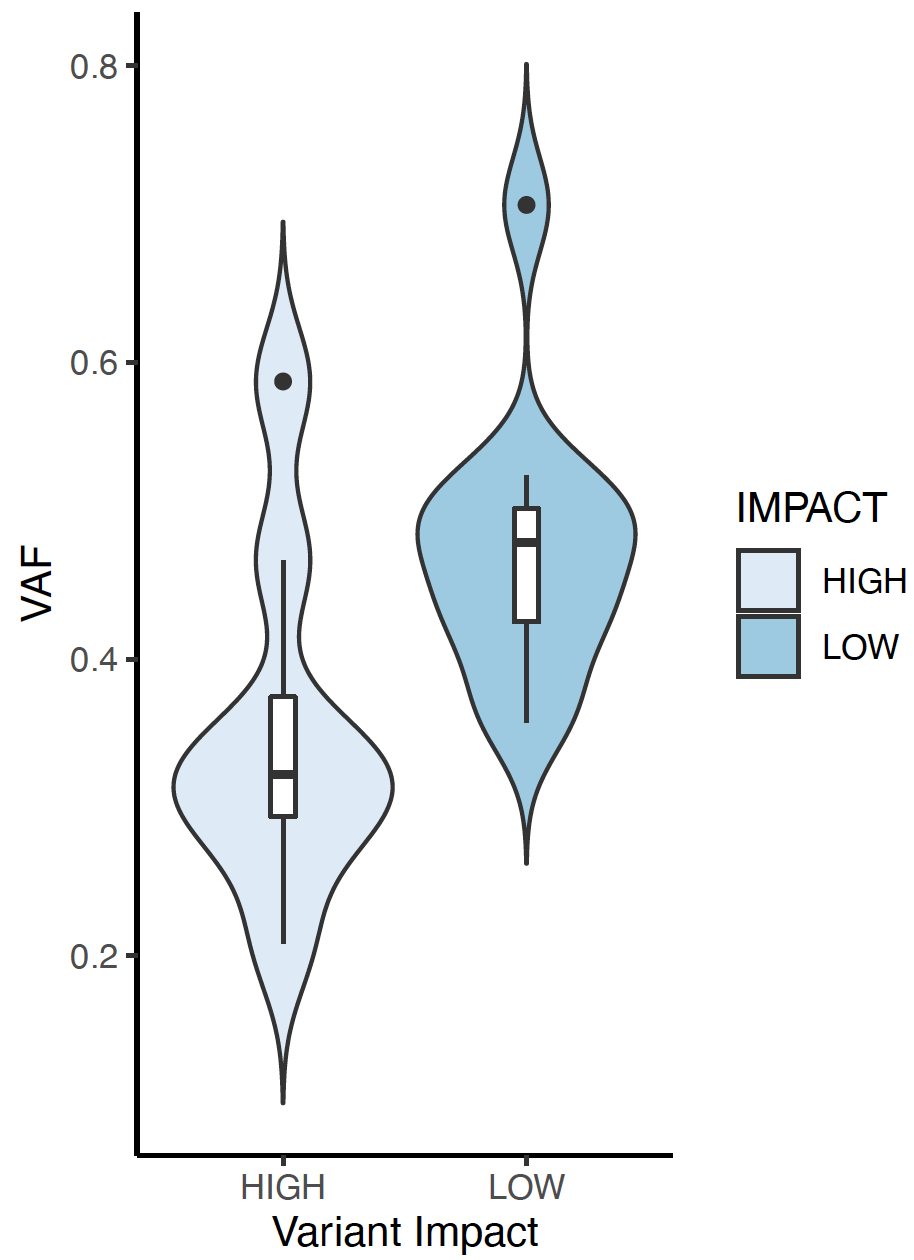 0.8
0.6
0.4
0.2
VAF
HIGH
LOW
Variant Impact
IMPACT
HIGH
LOW